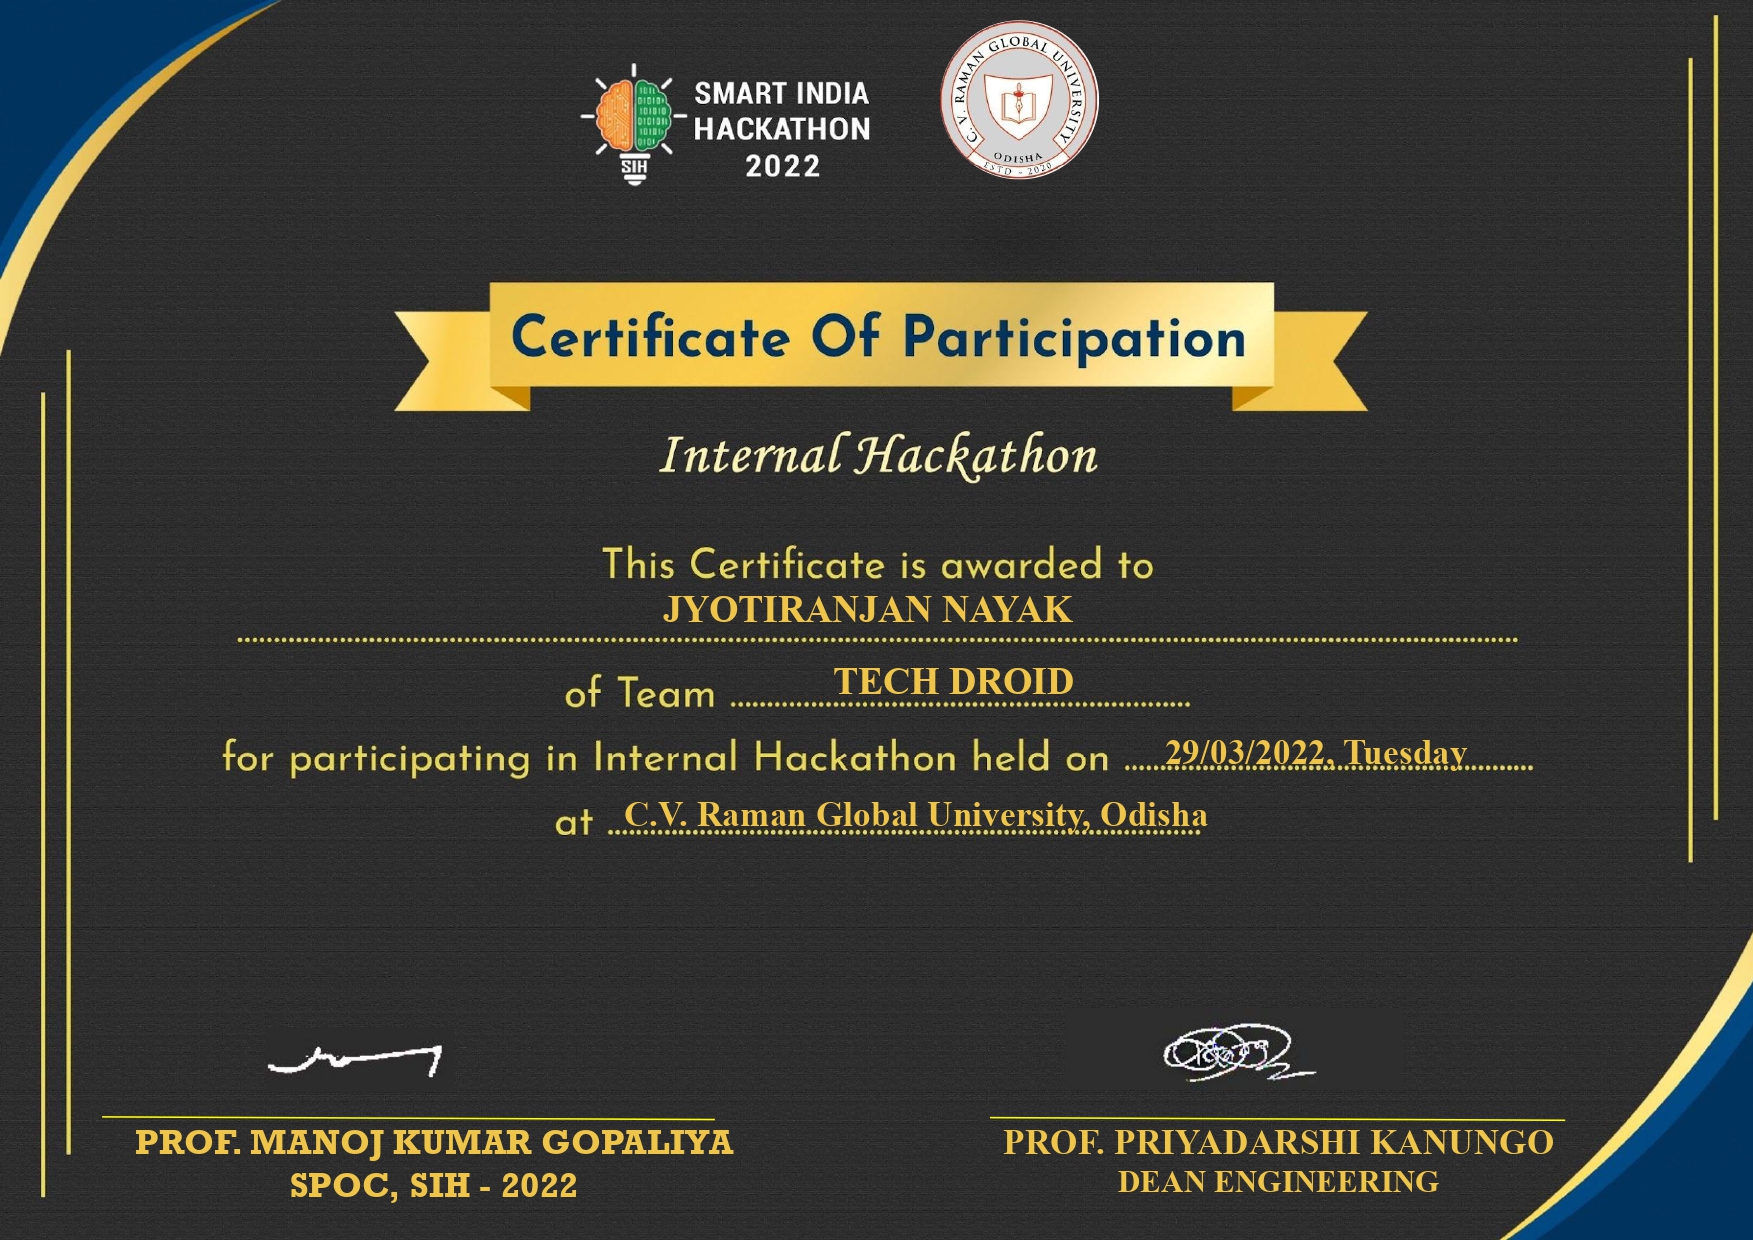 SMART INDIA
HACKATHON
2022
SIH
C. V. RAMAN GLOBAL UNIVERSITY
ODISHA
ESTD - 2020
Certificate Of Participation
Internal Hackathon
This Certificate is awarded to
JYOTIRANJAN NAYAK
of Team TECH DROID
for participating in Internal Hackathon held on 29/03/2022, Tuesday
at C.V. Raman Global University, Odisha
PROF. MANOJ KUMAR GOPALIYA
SPOC, SIH - 2022
PROF. PRIYADARSHI KANUNGO
DEAN ENGINEERING